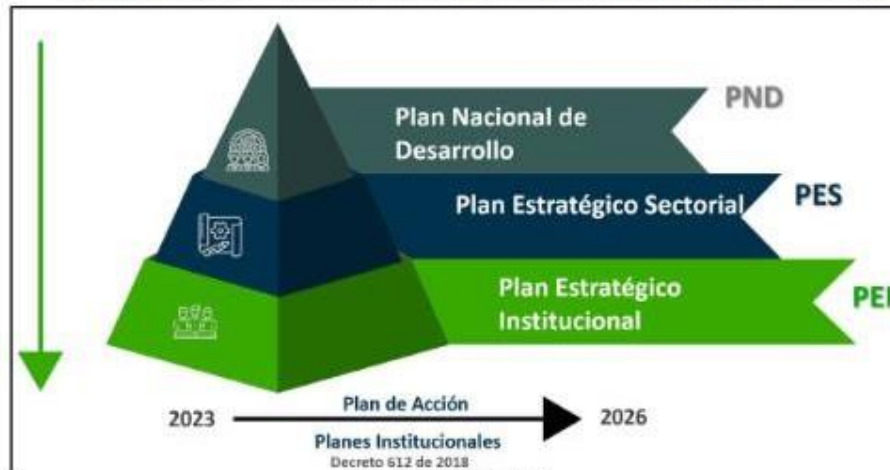 Plan Nacional de
Desarrollo
PND
Plan Estratégico Sectorial
PES
Plan Estratégico
Institucional
PEI
2023
Plan de Acción
2026
Planes Institucionales
Decreto 612 de 2018